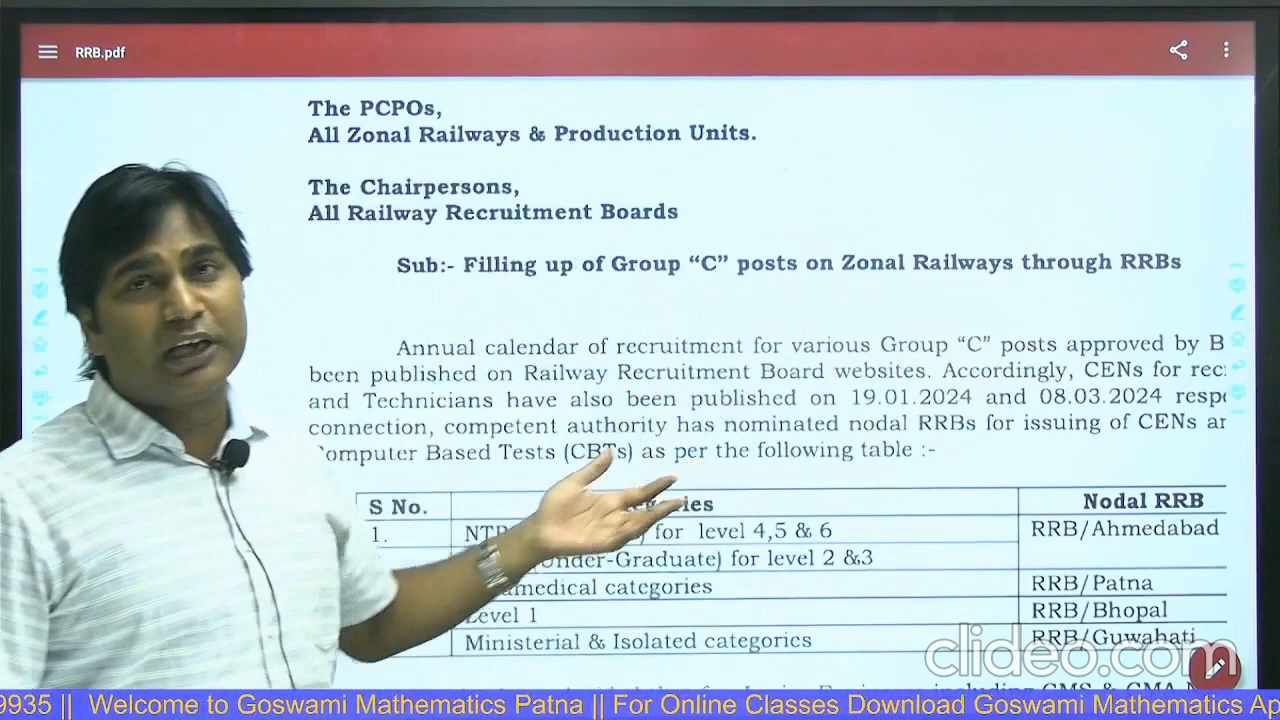 RRB.pdf
The PCPOs,
All Zonal Railways & Production Units.
The Chairpersons,
All Railway Recruitment Boards
Sub:- Filling up of Group “C” posts on Zonal Railways through RRBs
Annual calendar of recruitment for various Group “C” posts approved by B
been published on Railway Recruitment Board websites. Accordingly, CENs for rec
and Technicians have also been published on 19.01.2024 and 08.03.2024 resp
connection, competent authority has nominated nodal RRBs for issuing of CENs
Computer Based Tests (CBTs) as per the following table :-
S No. Nodal RRB
1. for level 4,5 & 6 RRB/Ahmedabad
Under-Graduate) for level 2 &3
medical categories RRB/Patna
Level 1 RRB/Bhopal
Ministerial & Isolated categories RRB/Guwahati
clideo.com
9935 || Welcome to Goswami Mathematics Patna || For Online Classes Download Goswami Mathematics Ap